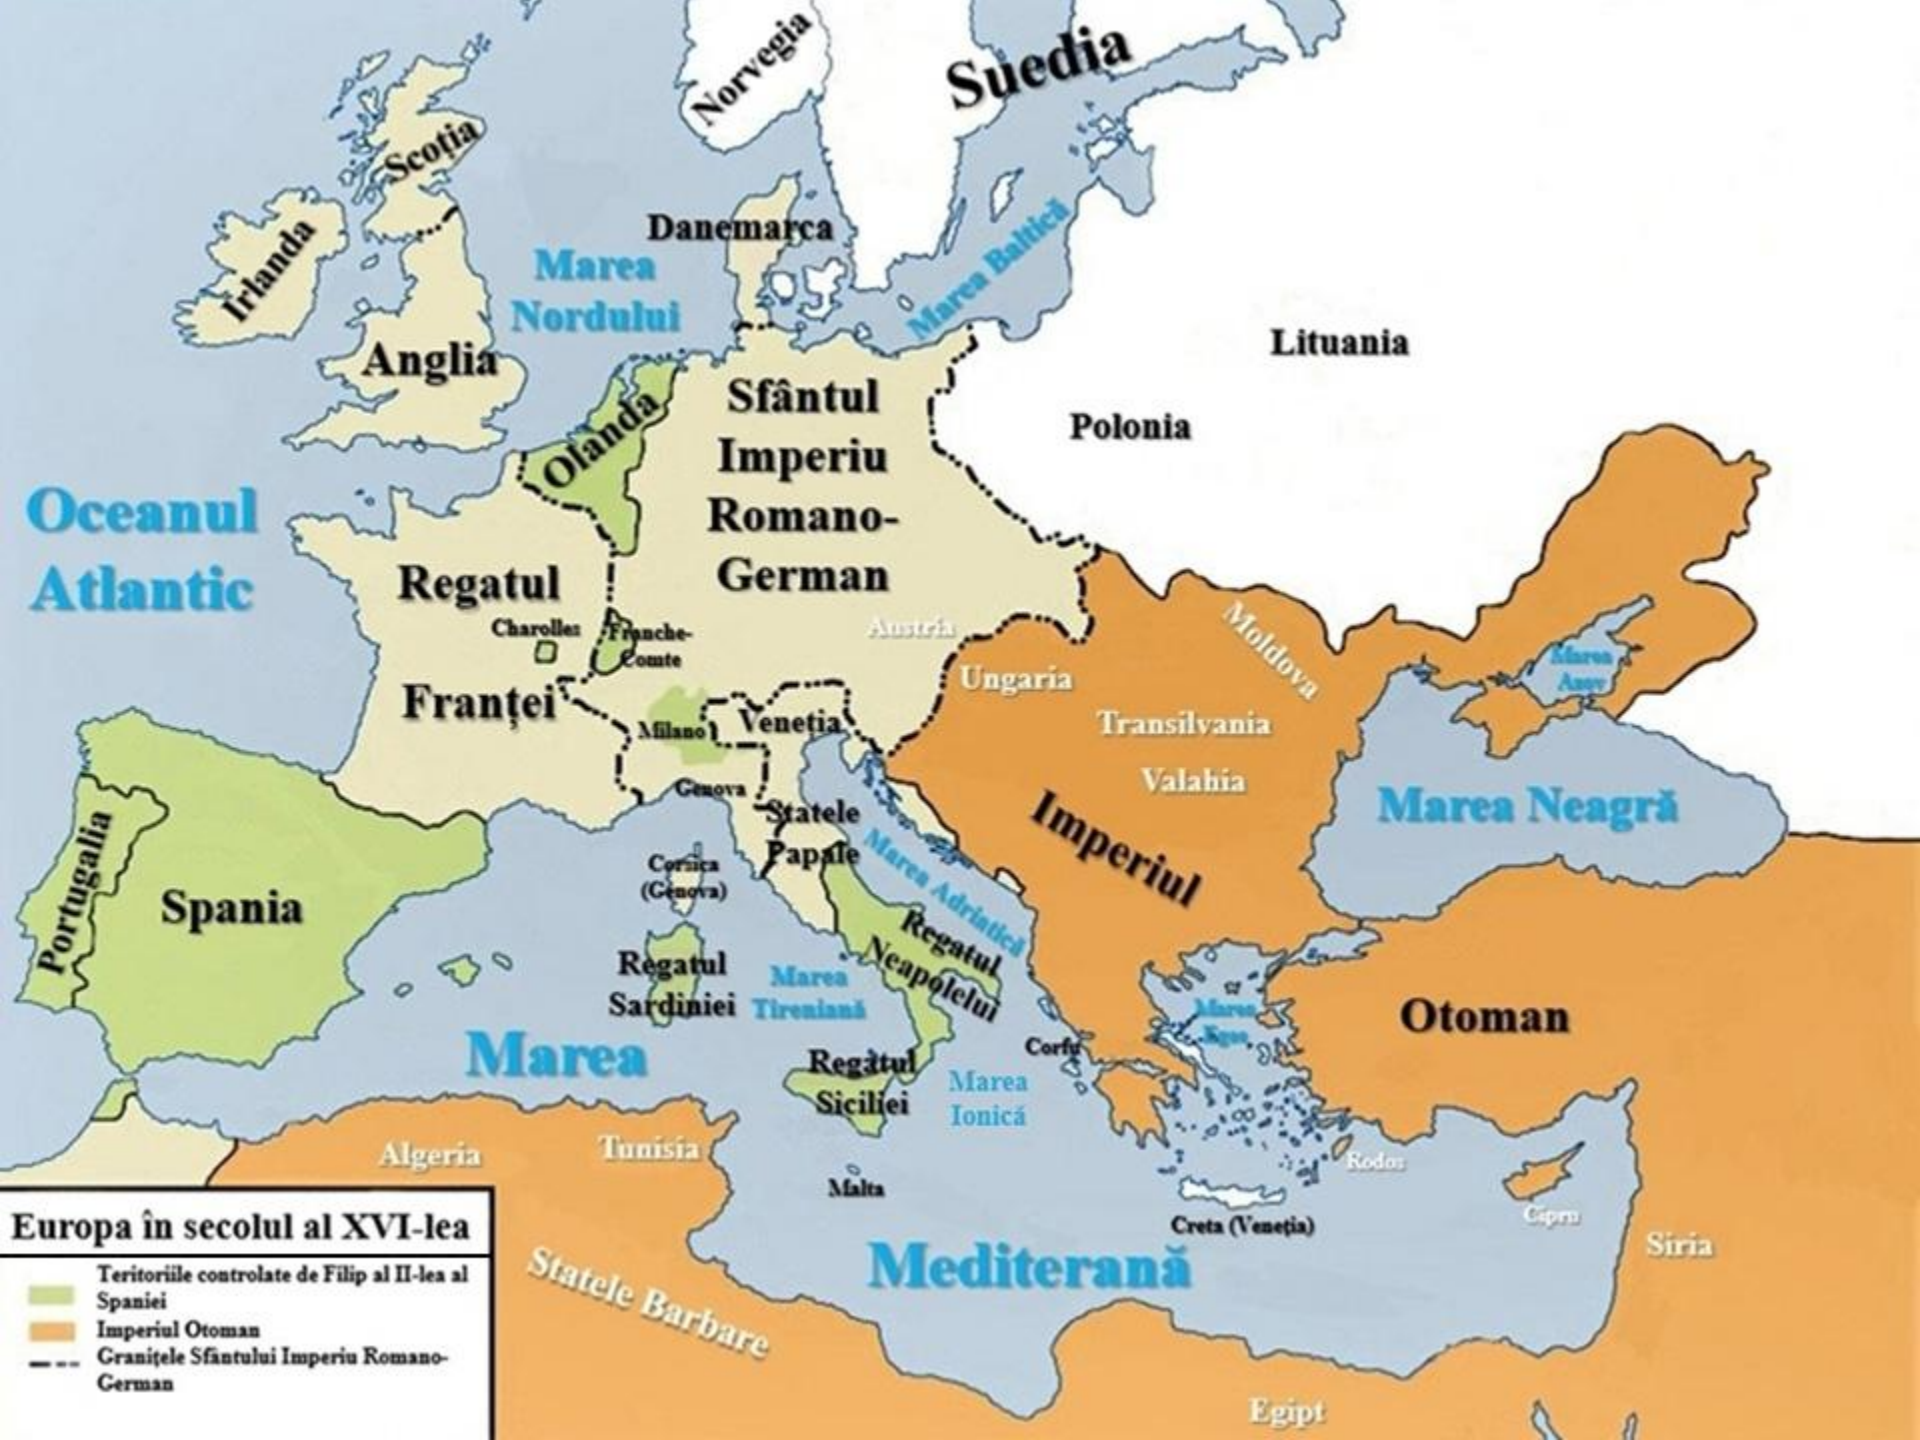 Norvegia
Suedia
Scoția
Irlanda
Danemarca
Marea
Nordului
Marea Baltică
Anglia
Lituania
Sfântul
Imperiu
Romano-
German
Olanda
Polonia
Oceanul
Atlantic
Regatul
Franței
Charolles
Franche-
Comte
Austria
Ungaria
Moldova
Transilvania
Valahia
Marea
Azov
Milano
Veneția
Genova
Marea Neagră
Imperiul
Otoman
Statele
Papale
Corsica
(Genova)
Marea Adriatică
Portugalia
Spania
Regatul
Sardiniei
Marea
Tireniană
Regatul
Neapolelui
Marea
Egee
Corfu
Marea
Mediterană
Regatul
Siciliei
Marea
Ionică
Algeria
Tunisia
Malta
Rodos
Cipru
Creta (Veneția)
Siria
Statele Barbare
Egipt
Europa în secolul al XVI-lea
Teritoriile controlate de Filip al II-lea al
Spaniei
Imperiul Otoman
Granițele Sfântului Imperiu Romano-
German